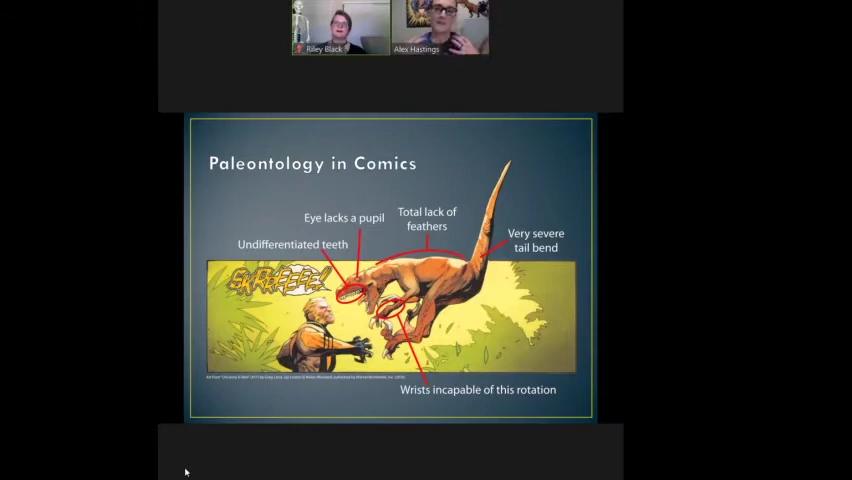 Riley Black
Alex Hastings
Paleontology in Comics
Eye lacks a pupil
Total lack of
feathers
Undifferentiated teeth
Very severe
tail bend
SKRREEEE!
Wrists incapable of this rotation